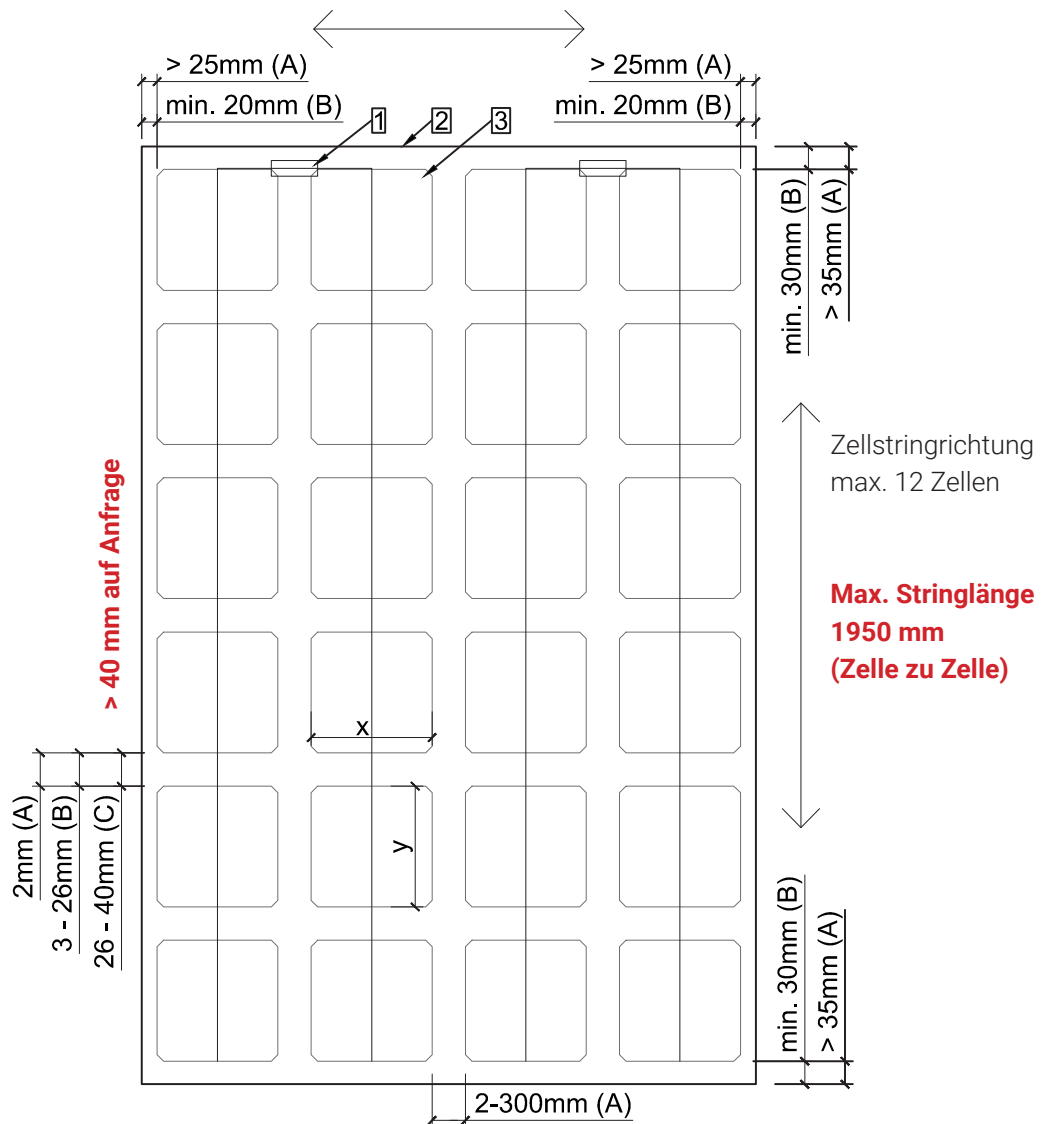 > 25mm (A)
> 25mm (A)
min. 20mm (B)
min. 20mm (B)
1
2
3
min. 30mm (B)
> 35mm (A)
Zellstringrichtung
max. 12 Zellen
> 40 mm auf Anfrage
Max. Stringlänge
1950 mm
(Zelle zu Zelle)
x
y
2mm (A)
3 - 26mm (B)
26 - 40mm (C)
min. 30mm (B)
> 35mm (A)
2-300mm (A)